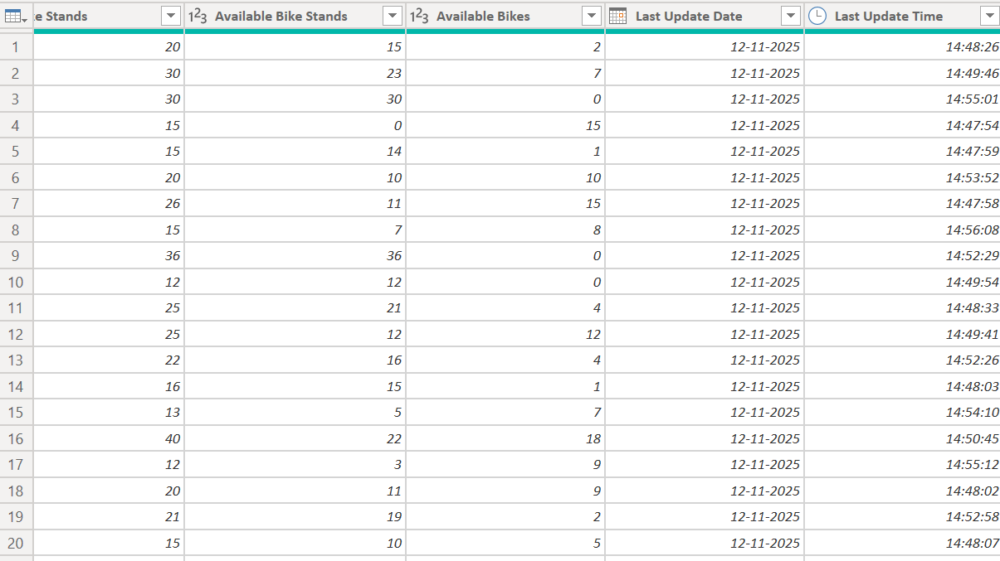 e Stands 1²3 Available Bike Stands 1²3 Available Bikes Last Update Date Last Update Time
1 20 15 2 12-11-2025 14:48:26
2 30 23 7 12-11-2025 14:49:46
3 30 30 0 12-11-2025 14:55:01
4 15 0 15 12-11-2025 14:47:54
5 15 14 1 12-11-2025 14:47:59
6 20 10 10 12-11-2025 14:53:52
7 26 11 15 12-11-2025 14:47:58
8 15 7 8 12-11-2025 14:56:08
9 36 36 0 12-11-2025 14:52:29
10 12 12 0 12-11-2025 14:49:54
11 25 21 4 12-11-2025 14:48:33
12 25 12 12 12-11-2025 14:49:41
13 22 16 4 12-11-2025 14:52:26
14 16 15 1 12-11-2025 14:48:03
15 13 5 7 12-11-2025 14:54:10
16 40 22 18 12-11-2025 14:50:45
17 12 3 9 12-11-2025 14:55:12
18 20 11 9 12-11-2025 14:48:02
19 21 19 2 12-11-2025 14:52:58
20 15 10 5 12-11-2025 14:48:07